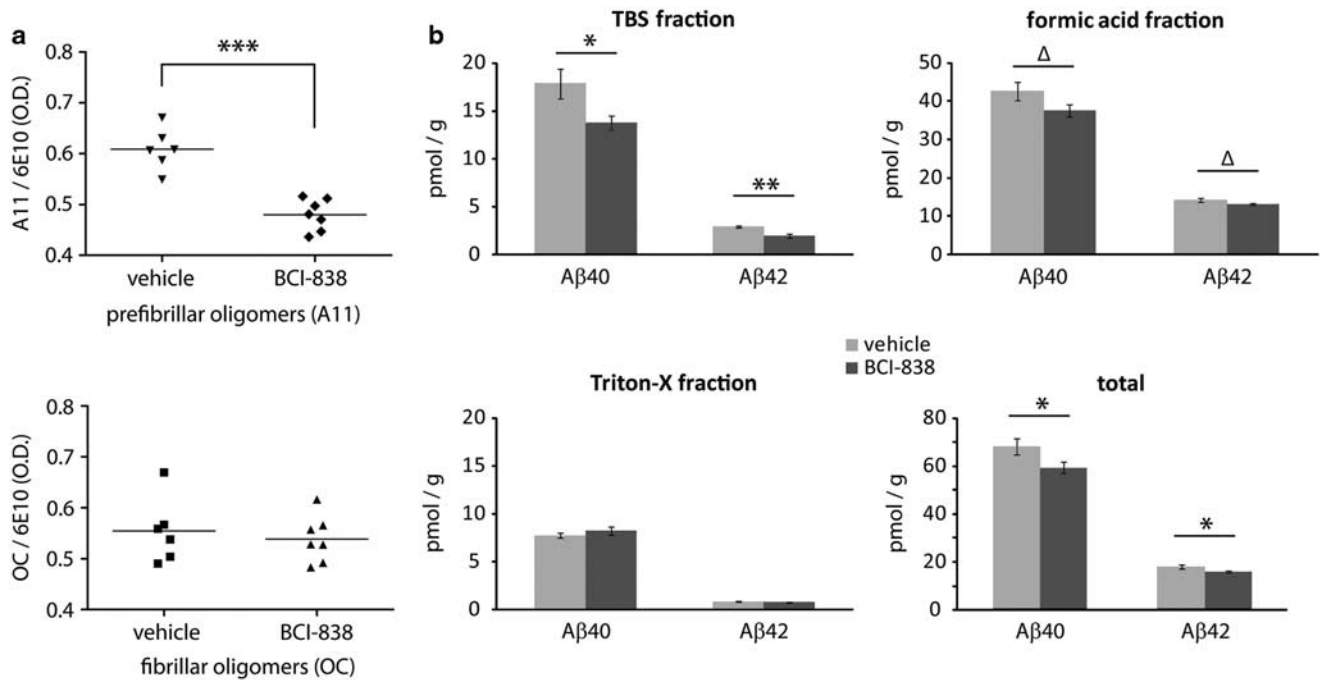 a
A11 / 6E10 (O.D.)
0.8
0.7
0.6
0.5
0.4
***
vehicle
BCI-838
prefibrillar oligomers (A11)
OC / 6E10 (O.D.)
0.8
0.7
0.6
0.5
0.4
vehicle
BCI-838
fibrillar oligomers (OC)
b
TBS fraction
pmol / g
20
15
10
5
0
*
**
Aβ40
Aβ42
formic acid fraction
pmol / g
50
40
30
20
10
0
Δ
Δ
Aβ40
Aβ42
vehicle
BCI-838
Triton-X fraction
pmol / g
20
15
10
5
0
Aβ40
Aβ42
total
pmol / g
80
60
40
20
0
*
*
Aβ40
Aβ42